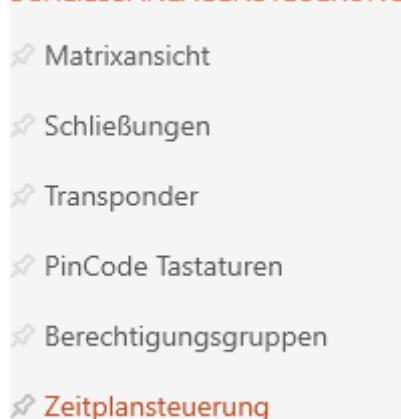 Matrixansicht
Schließungen
Transponder
PinCode Tastaturen
Berechtigungsgruppen
Zeitplansteuerung